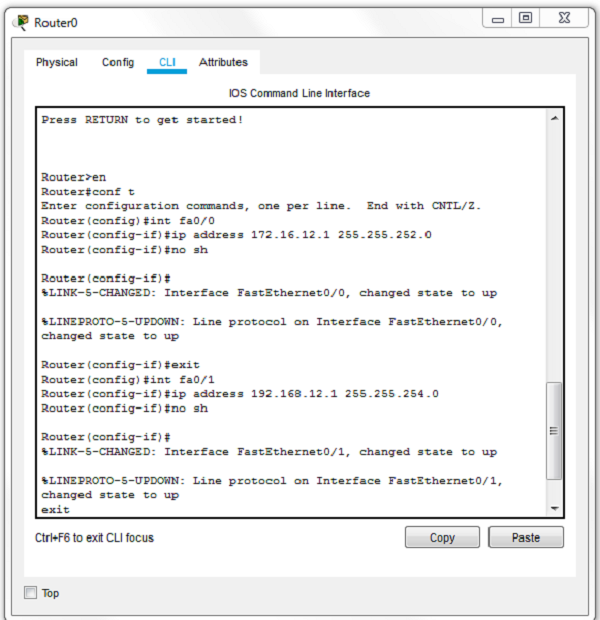 Router0
Physical Config CLI Attributes
IOS Command Line Interface
Press RETURN to get started!
Router>en
Router#conf t
Enter configuration commands, one per line. End with CNTL/Z.
Router(config)#int fa0/0
Router(config-if)#ip address 172.16.12.1 255.255.252.0
Router(config-if)#no sh
Router(config-if)#
%LINK-5-CHANGED: Interface FastEthernet0/0, changed state to up
%LINEPROTO-5-UPDOWN: Line protocol on Interface FastEthernet0/0,
changed state to up
Router(config-if)#exit
Router(config)#int fa0/1
Router(config-if)#ip address 192.168.12.1 255.255.254.0
Router(config-if)#no sh
Router(config-if)#
%LINK-5-CHANGED: Interface FastEthernet0/1, changed state to up
%LINEPROTO-5-UPDOWN: Line protocol on Interface FastEthernet0/1,
changed state to up
exit
Ctrl+F6 to exit CLI focus
Copy Paste
Top